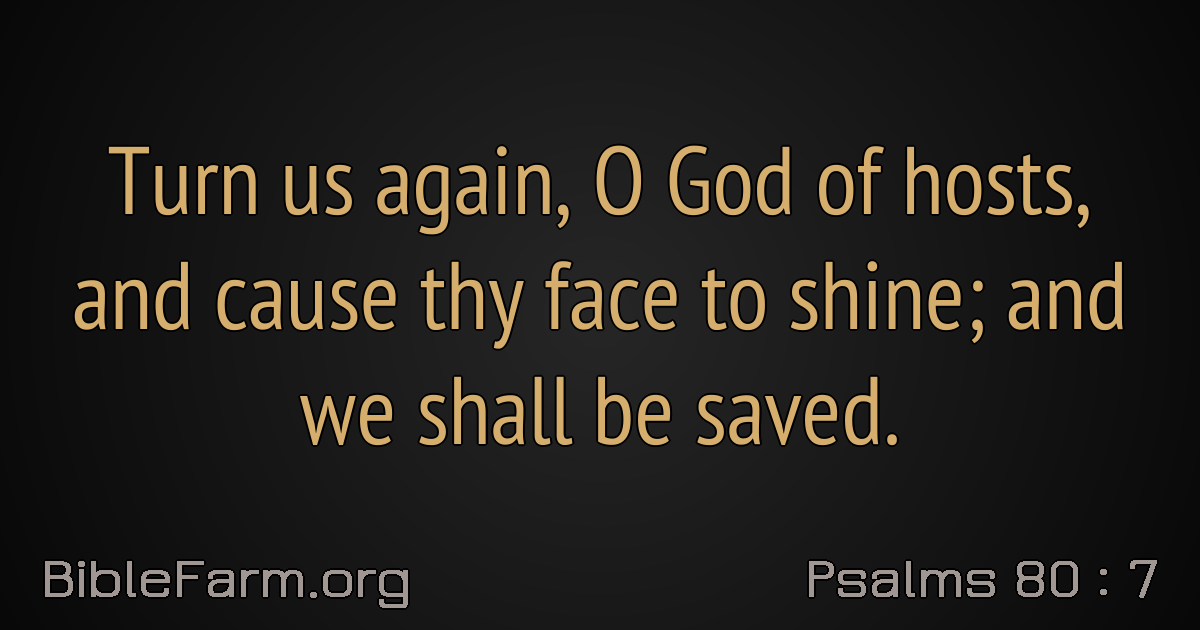 Turn us again, O God of hosts,
and cause thy face to shine; and
we shall be saved.
BibleFarm.org
Psalms 80 : 7